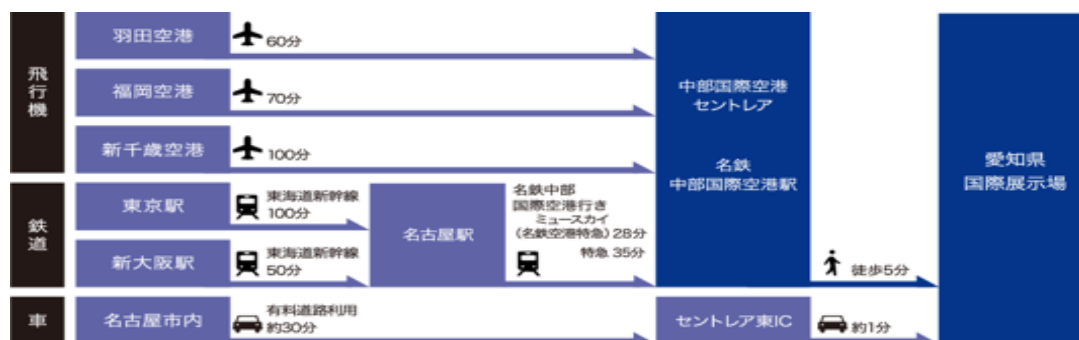 飛行機
羽田空港
60分
福岡空港
70分
新千歳空港
100分
中部国際空港
セントレア
名鉄
中部国際空港駅
愛知県
国際展示場
鉄道
東京駅
東海道新幹線
100分
新大阪駅
東海道新幹線
50分
名古屋駅
名鉄中部
国際空港行き
ミュースカイ
(名鉄空港特急)28分
特急 35分
徒歩5分
車
名古屋市内
有料道路利用
約30分
セントレア東IC
約1分